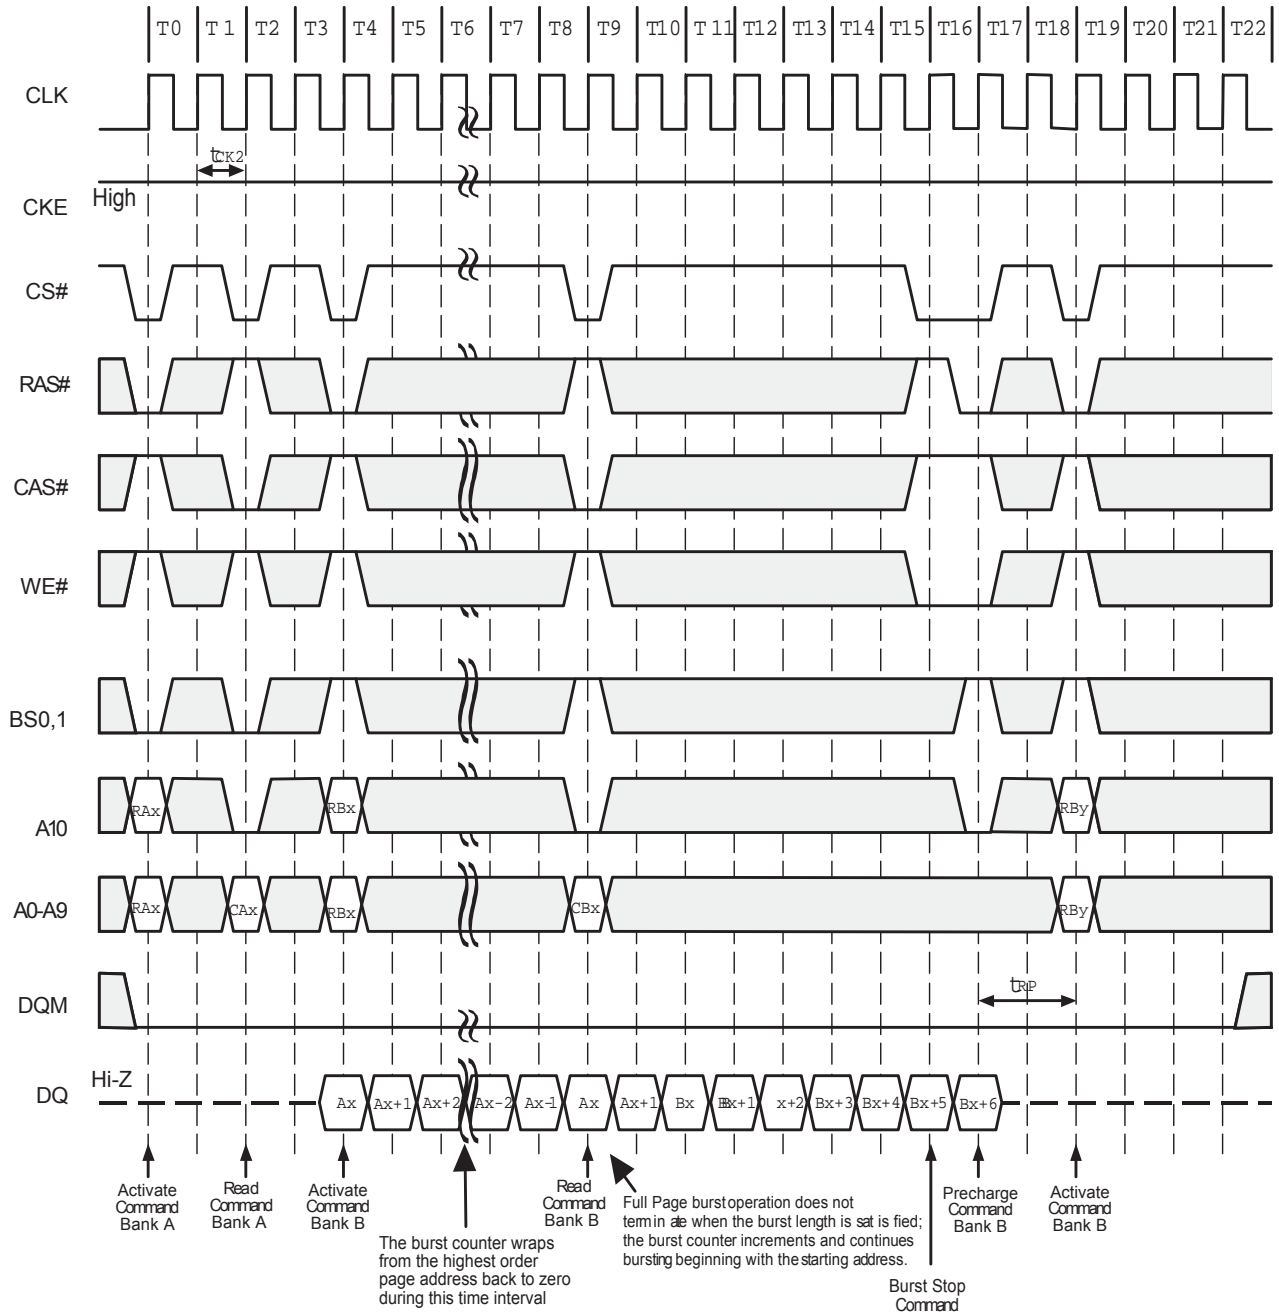 T0 T 1 T2 T3 T4 T5 T6 T7 T8 T9 T10 T 11 T12 T13 T14 T15 T16 T17 T18 T19 T20 T21 T22
CLK
tCK2
High
CKE
CS#
RAS#
CAS#
WE#
BS0,1
A10
RAx RBx RBy
A0-A9
RAx CAx RBx CBx RBy
DQM
tRP
Hi-Z
DQ
Ax Ax+1 Ax+2 Ax-2 Ax-1 Ax Ax+1 Bx Bx+1 x+2 Bx+3 Bx+4 Bx+5 Bx+6
Activate
Command
Bank A
Read
Command
Bank A
Activate
Command
Bank B
The burst counter wraps
from the highest order
page address back to zero
during this time interval
Read
Command
Bank B
Full Page burst operation does not
termin ate when the burst length is sat is fied;
the burst counter increments and continues
bursting beginning with the starting address.
Burst Stop
Command
Precharge
Command
Bank B
Activate
Command
Bank B